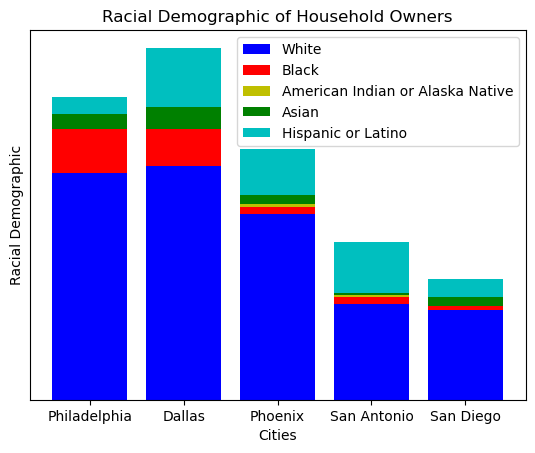 Racial Demographic of Household Owners
White
Black
American Indian or Alaska Native
Asian
Hispanic or Latino
Racial Demographic
Philadelphia
Dallas
Phoenix
San Antonio
San Diego
Cities